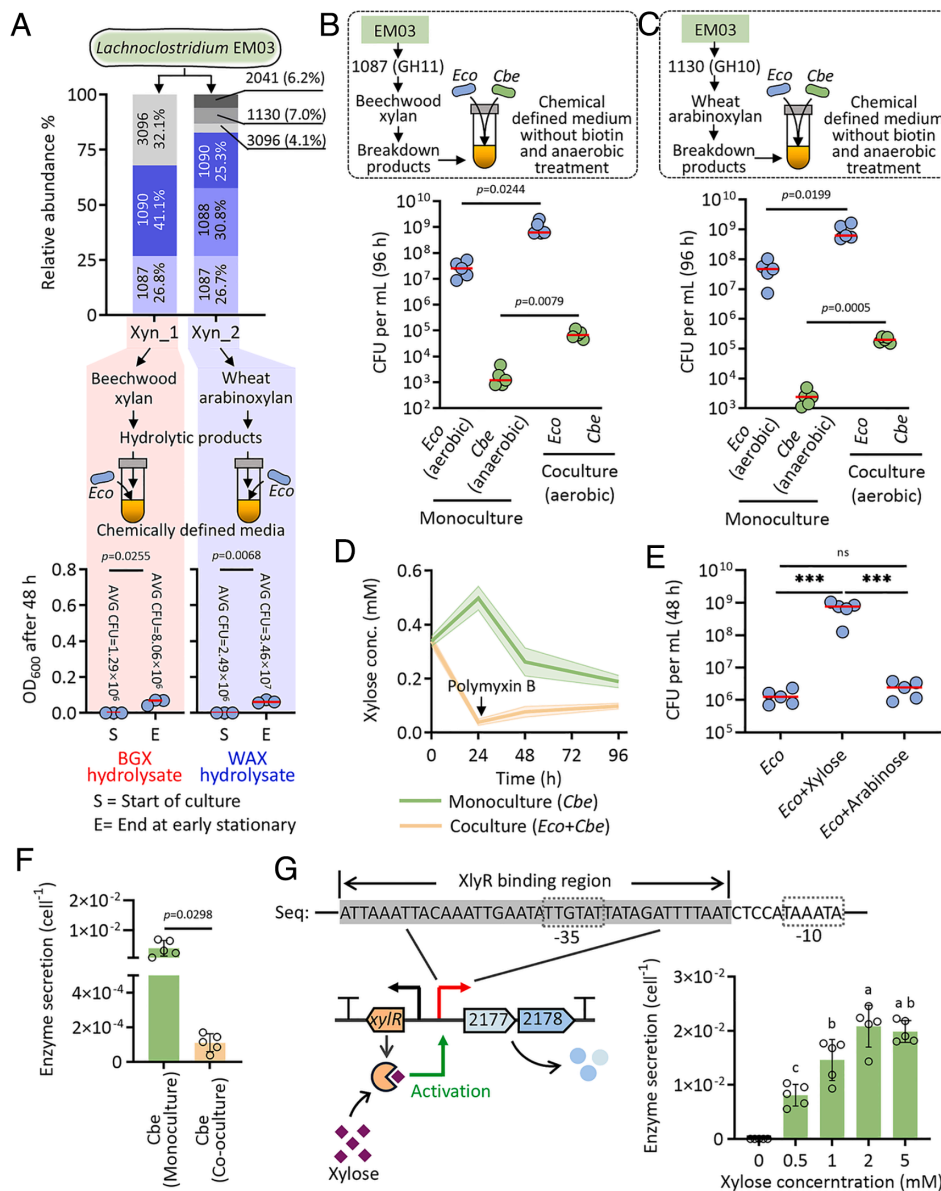 A
Lachnoclostridium EM03
2041 (6.2%)
1130 (7.0%)
3096 (4.1%)
Relative abundance %
100
75
50
25
0
3096
32.1%
1090
41.1%
1087
26.8%
1090
25.3%
1088
30.8%
1087
26.7%
Xyn_1
Xyn_2
Beechwood
xylan
Wheat
arabinoxylan
Hydrolytic products
Eco
Eco
Chemically defined media
p=0.0255
p=0.0068
OD600 after 48 h
0.8
0.6
0.4
0.2
0.0
AVG CFU=1.29×10⁶
AVG CFU=8.06×10⁶
AVG CFU=2.49×10⁶
AVG CFU=3.46×10⁷
S
E
S
E
BGX
hydrolysate
WAX
hydrolysate
S = Start of culture
E= End at early stationary
B
EM03
1087 (GH11)
Beechwood
xylan
Breakdown
products
Eco
Cbe
Chemical
defined medium
without biotin
and anaerobic
treatment
p=0.0244
p=0.0079
CFU per mL (96 h)
10¹⁰
10⁹
10⁸
10⁷
10⁶
10⁵
10⁴
10³
10²
Eco
(aerobic)
Cbe
(anaerobic)
Eco
Cbe
Monoculture
Coculture
(aerobic)
C
EM03
1130 (GH10)
Wheat
arabinoxylan
Breakdown
products
Eco
Cbe
Chemical
defined medium
without biotin
and anaerobic
treatment
p=0.0199
p=0.0005
CFU per mL (96 h)
10¹⁰
10⁹
10⁸
10⁷
10⁶
10⁵
10⁴
10³
Eco
(aerobic)
Cbe
(anaerobic)
Eco
Cbe
Monoculture
Coculture
(aerobic)
D
Xylose conc. (mM)
0.6
0.4
0.2
0.0
Polymyxin B
0
24
48
72
96
Time (h)
Monoculture (Cbe)
Coculture (Eco+Cbe)
E
ns
***
***
CFU per mL (48 h)
10¹⁰
10⁹
10⁸
10⁷
10⁶
10⁵
Eco
Eco+Xylose
Eco+Arabinose
F
Enzyme secretion (cell⁻¹)
p=0.0298
2×10⁻²
1×10⁻²
4×10⁻⁴
2×10⁻⁴
0
Cbe
(Monoculture)
Cbe
(Co-oculture)
G
XlyR binding region
Seq: ATTAAATTACAAATTGAATATTGTATTATAGATTTTAATCTCCATAAATA
-35
-10
xylR
2177
2178
Activation
Xylose
Enzyme secretion (cell⁻¹)
3×10⁻²
2×10⁻²
1×10⁻²
0
c
b
a
a b
0
0.5
1
2
5
Xylose concerntration (mM)